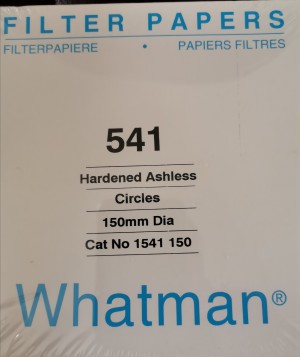 FILTER PAPERS
FILTERPAPIERE • PAPIERS FILTRES
541
Hardened Ashless
Circles
150mm Dia
Cat No 1541 150
Whatman®